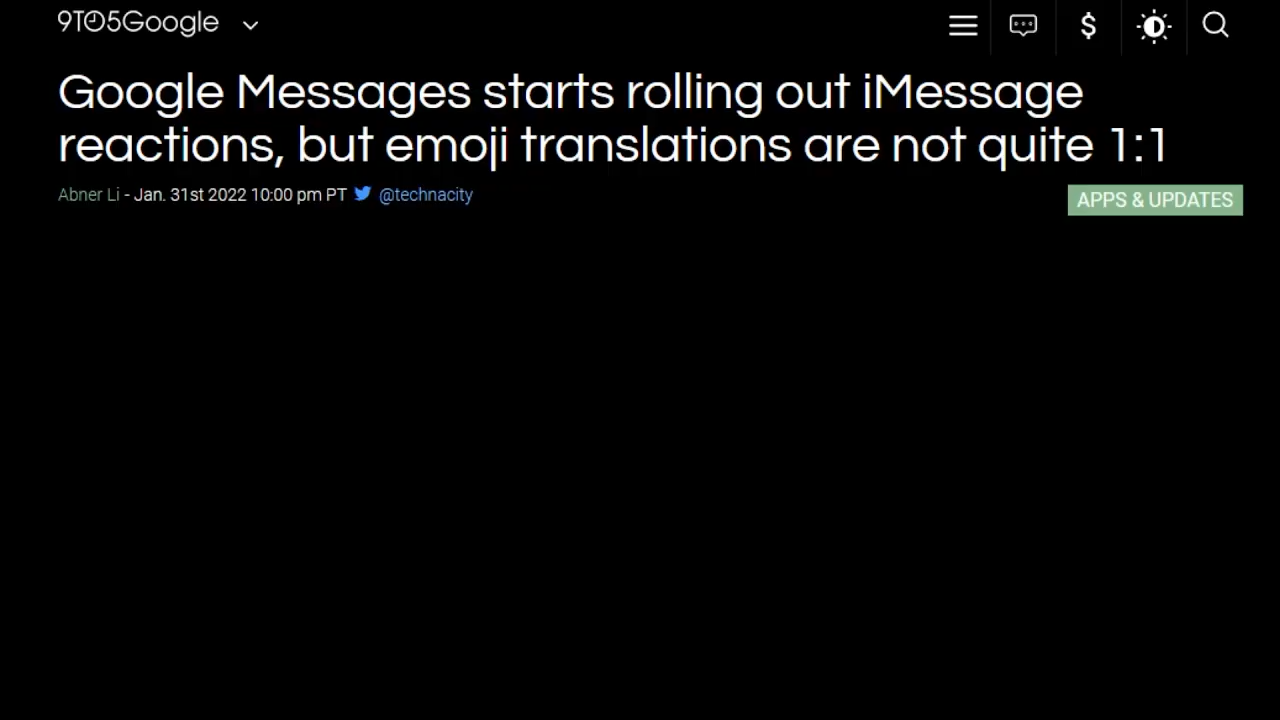 9TO5Google
$
Google Messages starts rolling out iMessage
reactions, but emoji translations are not quite 1:1
Abner Li - Jan. 31st 2022 10:00 pm PT @technacity
APPS & UPDATES